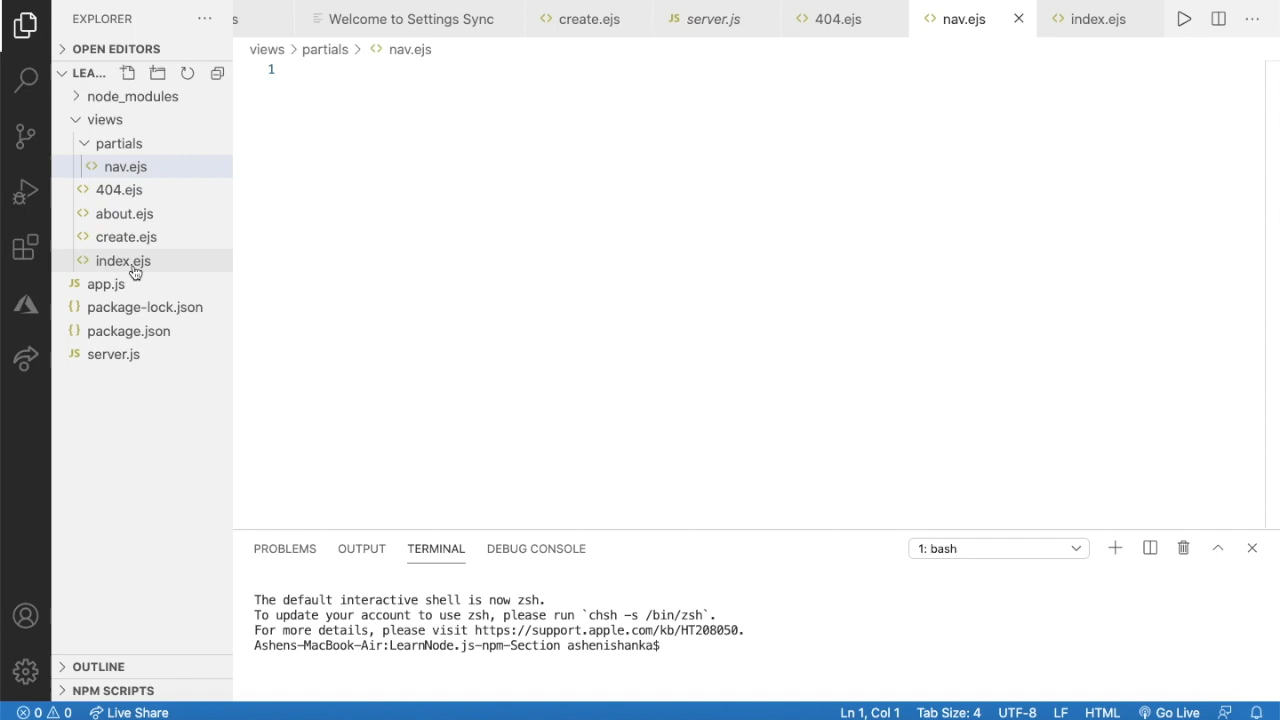 EXPLORER
s
Welcome to Settings Sync
create.ejs
JS server.js
404.ejs
nav.ejs
index.ejs
OPEN EDITORS
views > partials > nav.ejs
LEA...
1
node_modules
views
partials
nav.ejs
404.ejs
about.ejs
create.ejs
index.ejs
JS app.js
{} package-lock.json
{} package.json
JS server.js
PROBLEMS OUTPUT TERMINAL DEBUG CONSOLE
1: bash
The default interactive shell is now zsh.
To update your account to use zsh, please run `chsh -s /bin/zsh`.
For more details, please visit https://support.apple.com/kb/HT208050.
Ashens-MacBook-Air:LearnNode.js-npm-Section ashenishanka$
OUTLINE
NPM SCRIPTS
0 0 Live Share
Ln 1, Col 1 Tab Size: 4 UTF-8 LF HTML Go Live